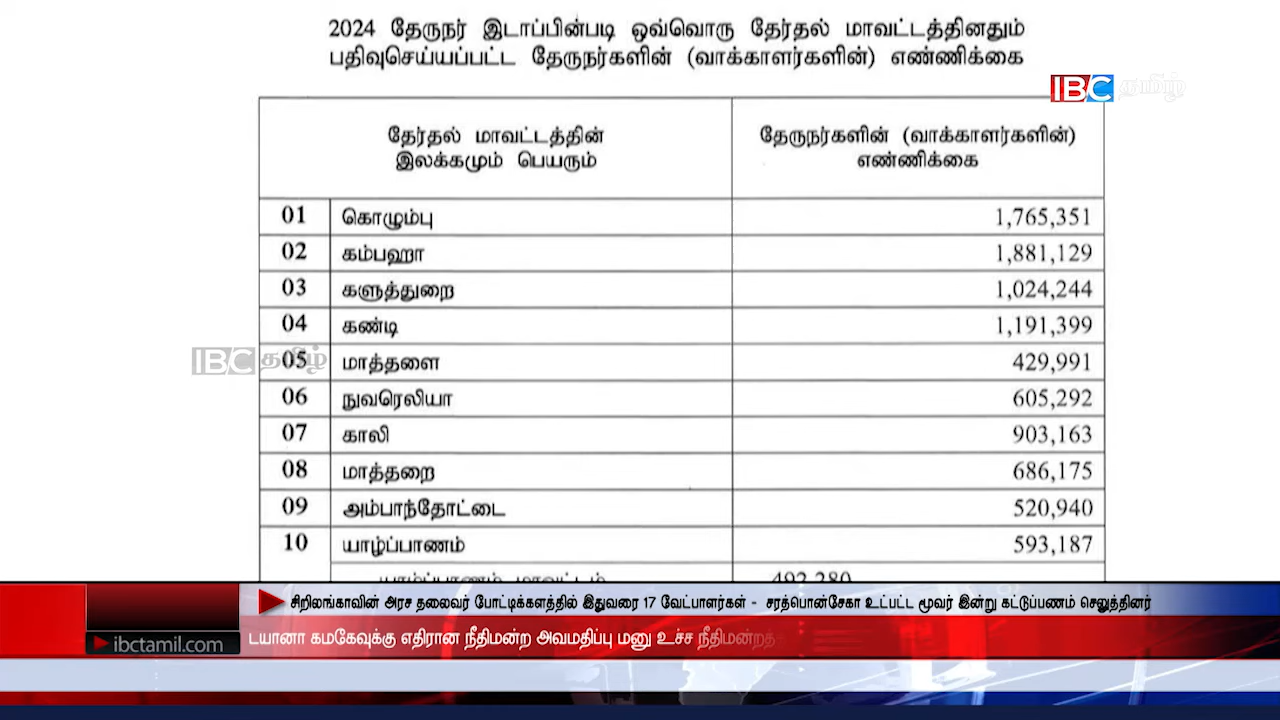 2024 தேருநர் இடாப்பின்படி ஒவ்வொரு தேர்தல் மாவட்டத்தினதும்
பதிவுசெய்யப்பட்ட தேருநர்களின் (வாக்காளர்களின்) எண்ணிக்கை
IBC தமிழ்
தேர்தல் மாவட்டத்தின்
இலக்கமும் பெயரும்
தேருநர்களின் (வாக்காளர்களின்)
எண்ணிக்கை
01 கொழும்பு 1,765,351
02 கம்பஹா 1,881,129
03 களுத்துறை 1,024,244
04 கண்டி 1,191,399
IBC தமிழ்
05 மாத்தளை 429,991
06 நுவரெலியா 605,292
07 காலி 903,163
08 மாத்தறை 686,175
09 அம்பாந்தோட்டை 520,940
10 யாழ்ப்பாணம் 593,187
யாழ்ப்பாணம் மாவட்டம் 492,280
சிறிலங்காவின் அரச தலைவர் போட்டிக்களத்தில் இதுவரை 17 வேட்பாளர்கள் - சரத்பொன்சேகா உட்பட்ட மூவர் இன்று கட்டுப்பணம் செலுத்தினர்
டயானா கமகேவுக்கு எதிரான நீதிமன்ற அவமதிப்பு மனு உச்ச
ibctamil.com